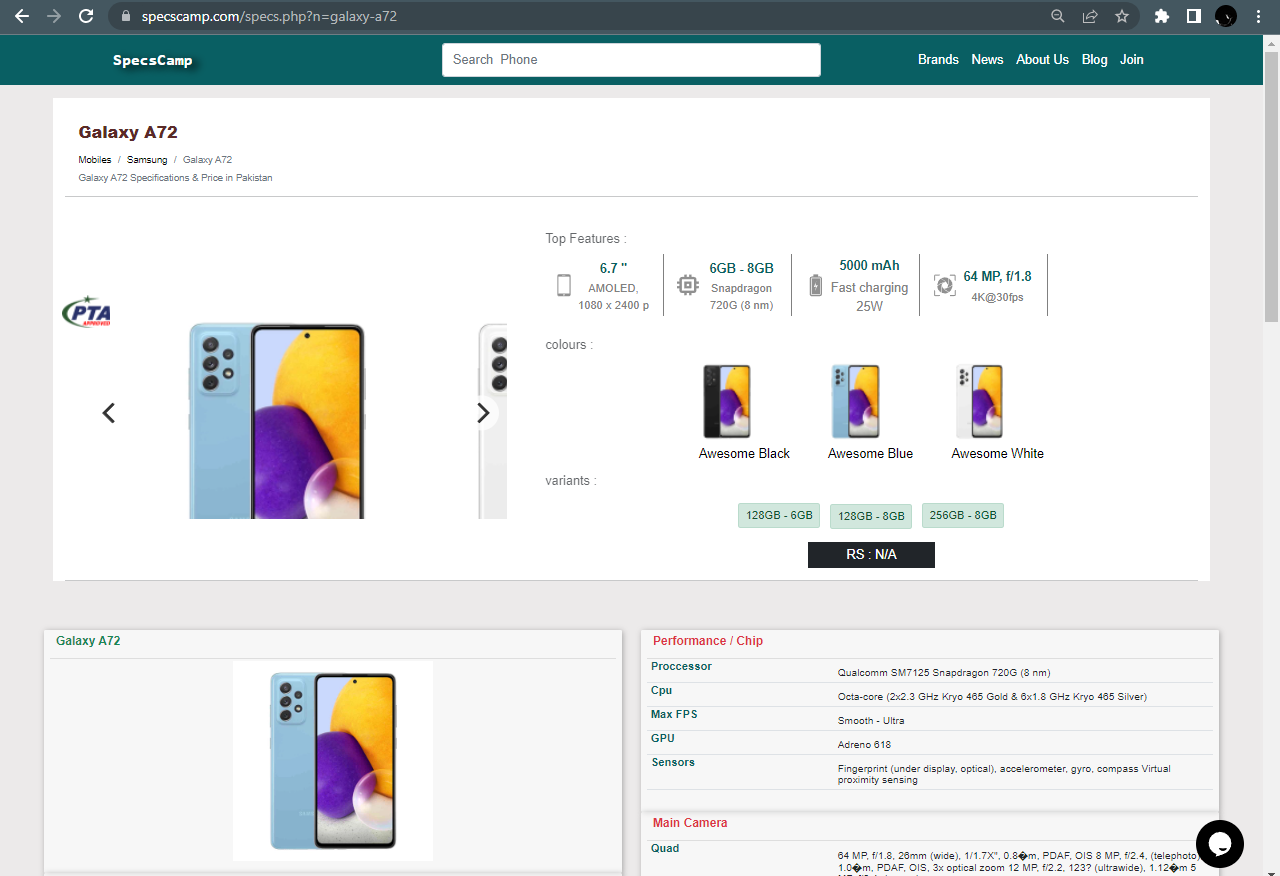 specscamp.com/specs.php?n=galaxy-a72
SpecsCamp
Search Phone
Brands News About Us Blog Join
Galaxy A72
Mobiles / Samsung / Galaxy A72
Galaxy A72 Specifications & Price in Pakistan
Top Features :
6.7 "
AMOLED,
1080 x 2400 p
6GB - 8GB
Snapdragon
720G (8 nm)
5000 mAh
Fast charging
25W
64 MP, f/1.8
4K@30fps
PTA
APPROVED
colours :
Awesome Black
Awesome Blue
Awesome White
variants :
128GB - 6GB
128GB - 8GB
256GB - 8GB
RS : N/A
Galaxy A72
Performance / Chip
Proccessor
Qualcomm SM7125 Snapdragon 720G (8 nm)
Cpu
Octa-core (2x2.3 GHz Kryo 465 Gold & 6x1.8 GHz Kryo 465 Silver)
Max FPS
Smooth - Ultra
GPU
Adreno 618
Sensors
Fingerprint (under display, optical), accelerometer, gyro, compass Virtual
proximity sensing
Main Camera
Quad
64 MP, f/1.8, 26mm (wide), 1/1.7X", 0.8�m, PDAF, OIS 8 MP, f/2.4, (telephoto),
1.0�m, PDAF, OIS, 3x optical zoom 12 MP, f/2.2, 123? (ultrawide), 1.12�m 5